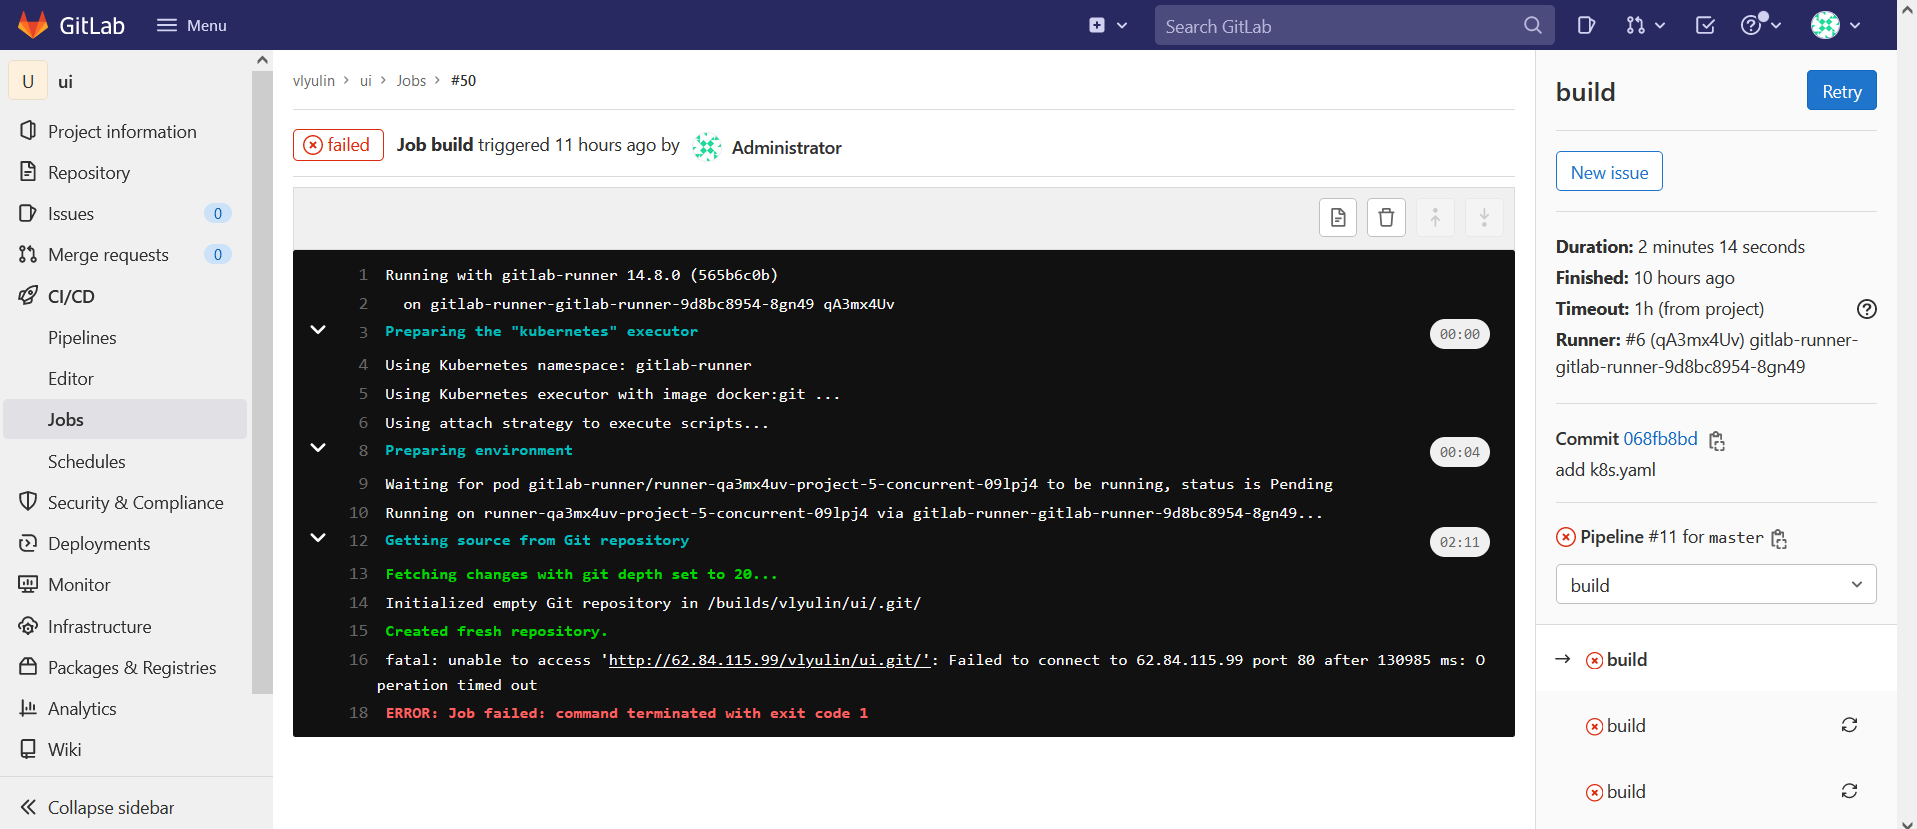 GitLab
Menu
Search GitLab
U ui
Project information
Repository
Issues 0
Merge requests 0
CI/CD
Pipelines
Editor
Jobs
Schedules
Security & Compliance
Deployments
Monitor
Infrastructure
Packages & Registries
Analytics
Wiki
Collapse sidebar
vlyulin > ui > Jobs > #50
failed Job build triggered 11 hours ago by Administrator
1 Running with gitlab-runner 14.8.0 (565b6c0b)
2 on gitlab-runner-gitlab-runner-9d8bc8954-8gn49 qA3mx4Uv
3 Preparing the "kubernetes" executor 00:00
4 Using Kubernetes namespace: gitlab-runner
5 Using Kubernetes executor with image docker:git ...
6 Using attach strategy to execute scripts...
8 Preparing environment 00:04
9 Waiting for pod gitlab-runner/runner-qa3mx4uv-project-5-concurrent-09lpj4 to be running, status is Pending
10 Running on runner-qa3mx4uv-project-5-concurrent-09lpj4 via gitlab-runner-gitlab-runner-9d8bc8954-8gn49...
12 Getting source from Git repository 02:11
13 Fetching changes with git depth set to 20...
14 Initialized empty Git repository in /builds/vlyulin/ui/.git/
15 Created fresh repository.
16 fatal: unable to access 'http://62.84.115.99/vlyulin/ui.git/': Failed to connect to 62.84.115.99 port 80 after 130985 ms: O
peration timed out
18 ERROR: Job failed: command terminated with exit code 1
build
Retry
New issue
Duration: 2 minutes 14 seconds
Finished: 10 hours ago
Timeout: 1h (from project)
Runner: #6 (qA3mx4Uv) gitlab-runner-
gitlab-runner-9d8bc8954-8gn49
Commit 068fb8bd
add k8s.yaml
Pipeline #11 for master
build
build
build
build